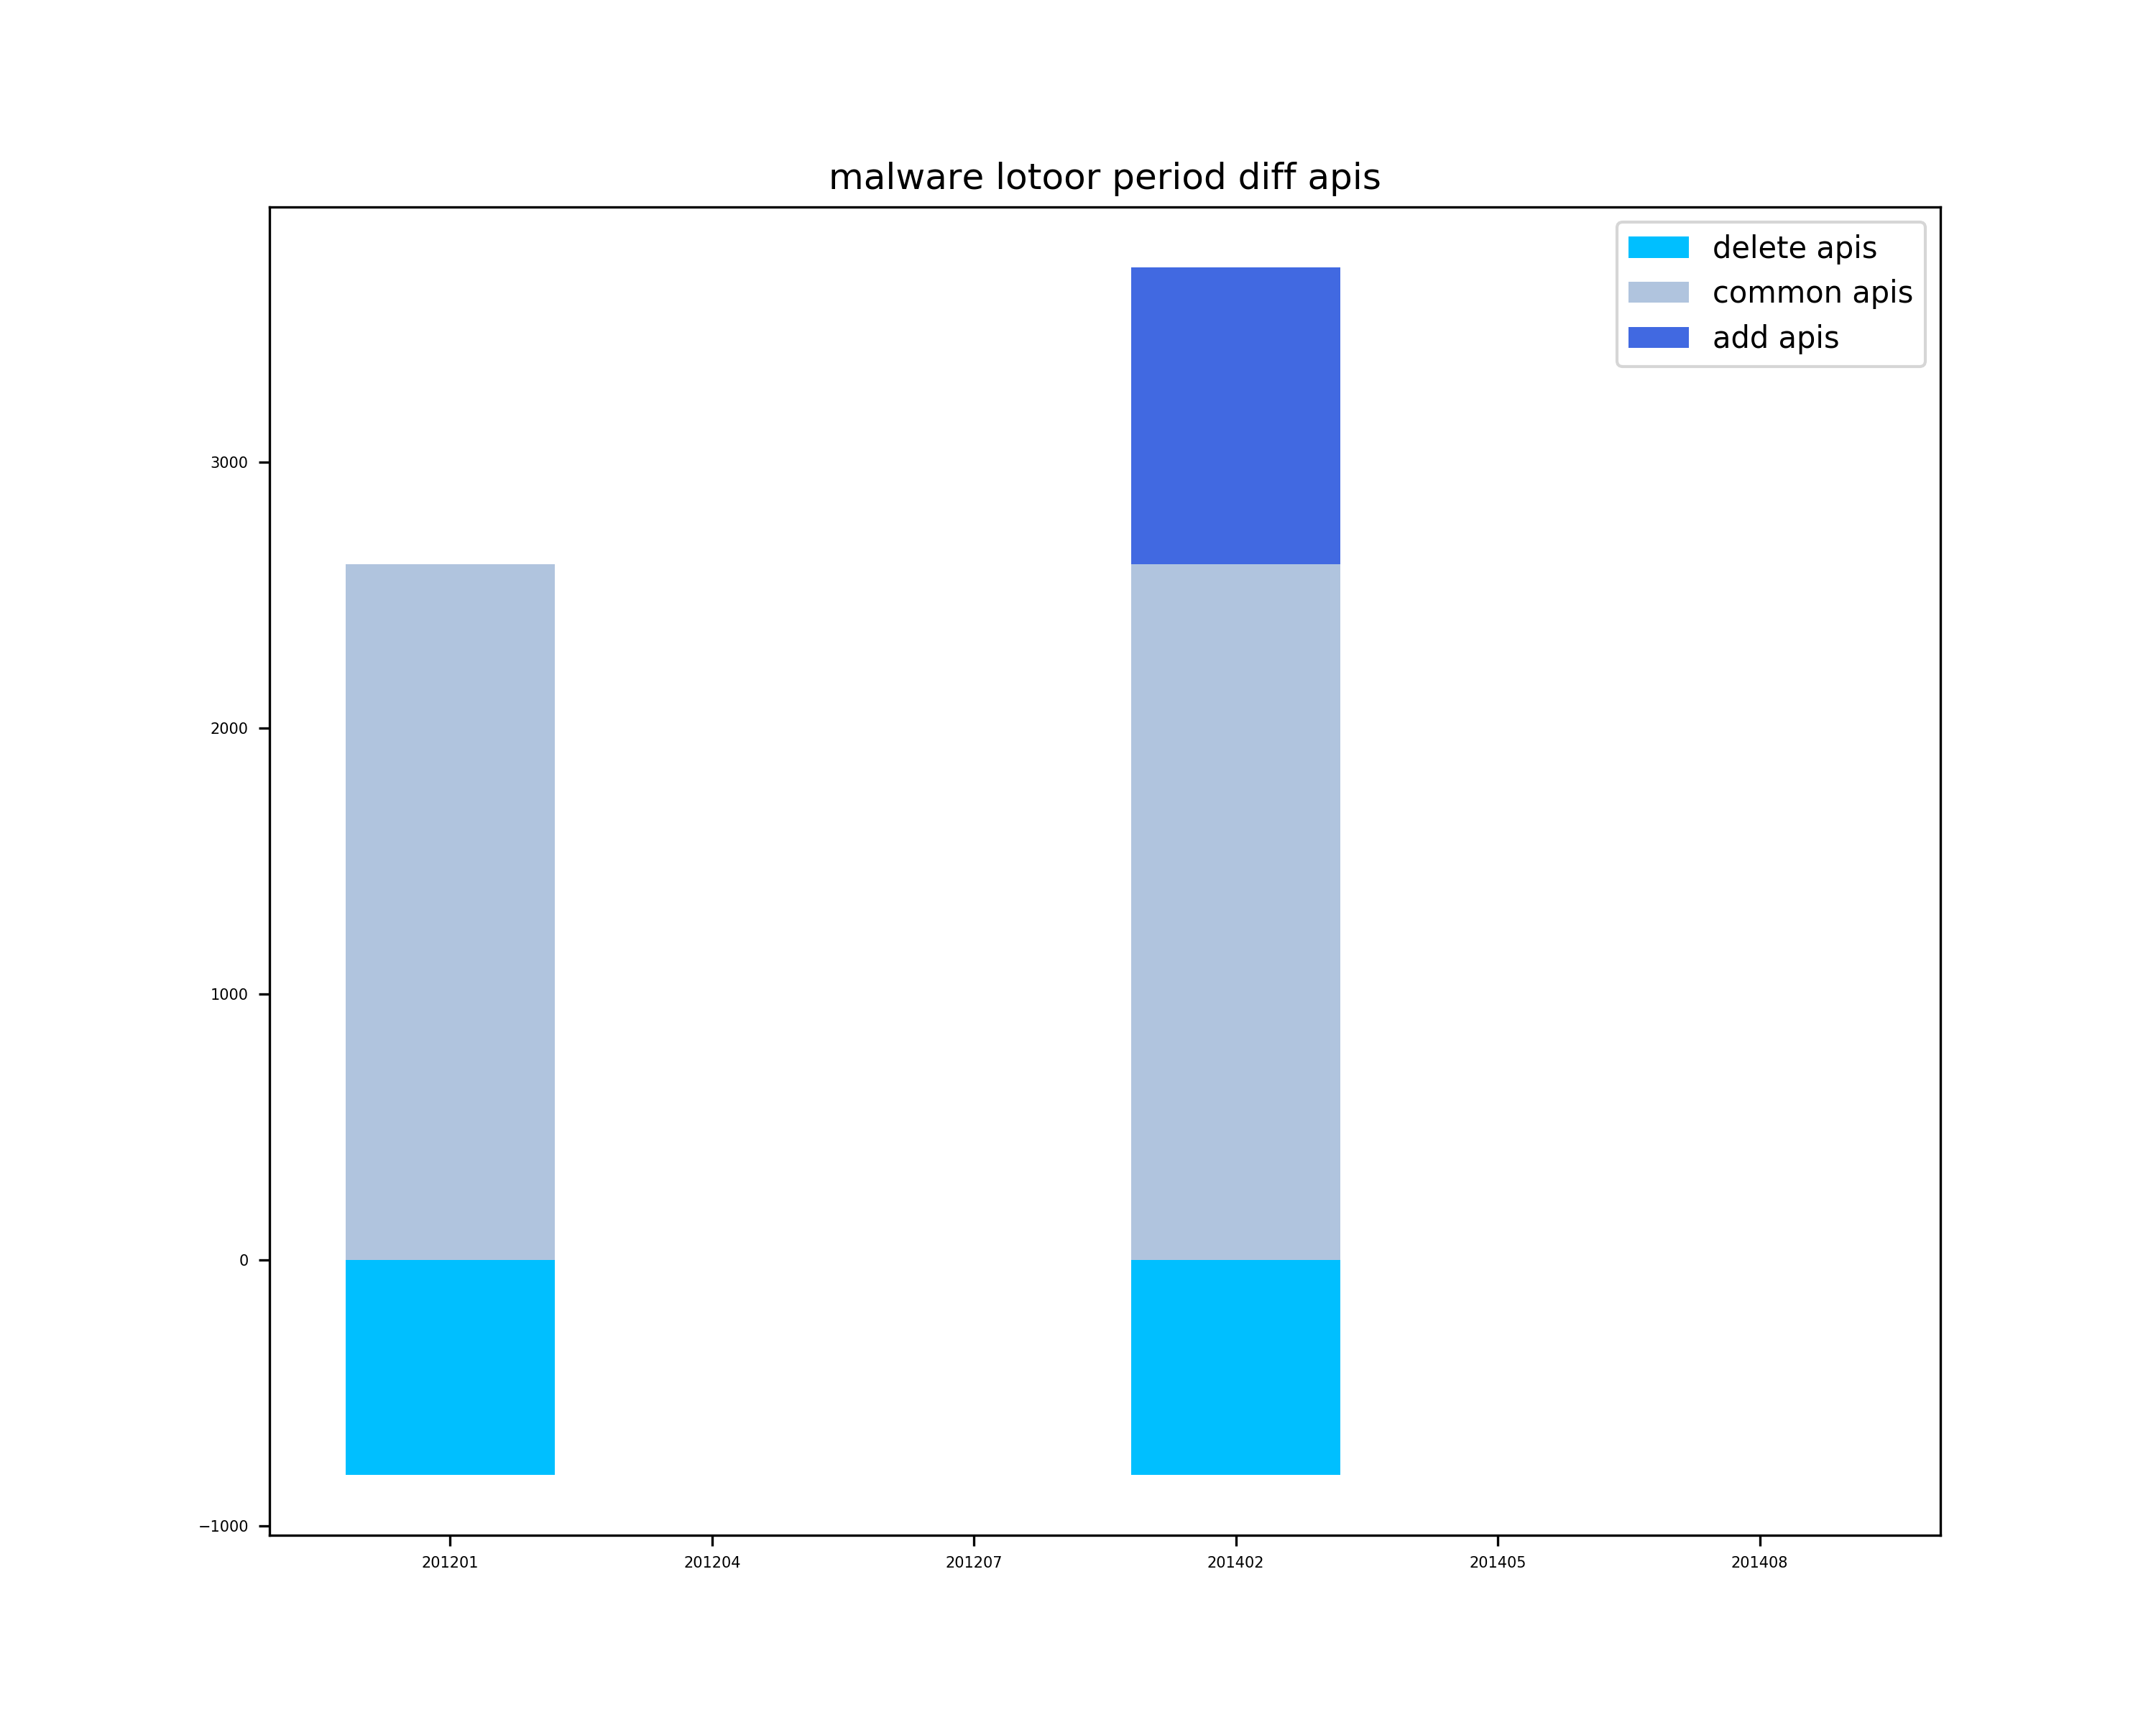 malware lotoor period diff apis
delete apis
common apis
add apis
3000
2000
1000
0
−1000
201201 201204 201207 201402 201405 201408